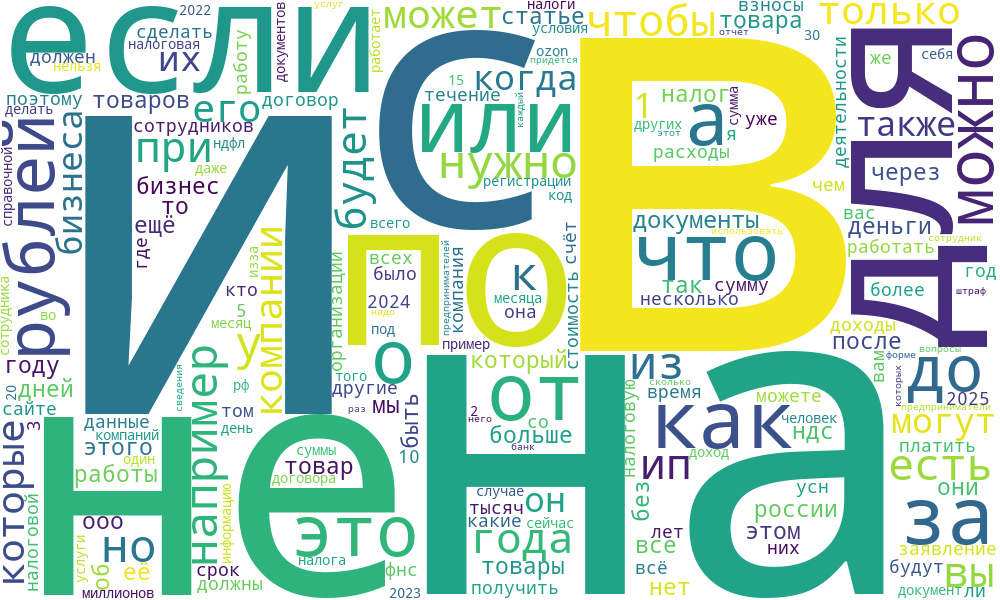 если
2022
сделать
налоговая
должен
нельзя
их
работу
документов
услуг
работает
может
налоги
статье
условия
ozon
придётся
чтобы
взносы
товара
отчёт
30
только
себя
же
поэтому
делать
товаров
его
договор
течение
15
когда
каждый
или
1
налог
сумма
а
уже
других
этот
я
расходы
деятельности
для
также
можно
с
в
справочной
рублей
бизнеса
и
сотрудников
при
ндфл
даже
бизнес
то
ещё
где
будет
нужно
регистрации
код
чем
через
вас
документы
использовать
деньги
работать
сотрудник
всего
по
что
к
месяца
она
так
сумму
несколько
более
год
штраф
сотрудника
во
кто
изза
компании
организации
всех
было
2024
надо
под
предпринимателей
компания
пример
стоимость
счёт
5
месяц
у
рф
о
того
другие
который
из
время
доходы
после
вам
форме
вопросы
которых
до
2025
году
20
дней
сайте
3
которые
данные
компаний
этого
один
работы
например
сведения
том
день
раз
мы
быть
10
не
от
2
него
со
больше
банк
на
налоговую
сколько
как
можете
человек
доход
ндс
предприниматели
могут
платить
ип
есть
они
налоговой
ооо
но
услуги
об
её
миллионов
информацию
срок
должны
суммы
товар
договора
это
налога
фнс
2023
случае
тысяч
какие
он
сейчас
года
товары
получить
без
лет
все
всё
нет
усн
россии
этом
них
за
заявление
будут
вы
документ
ли